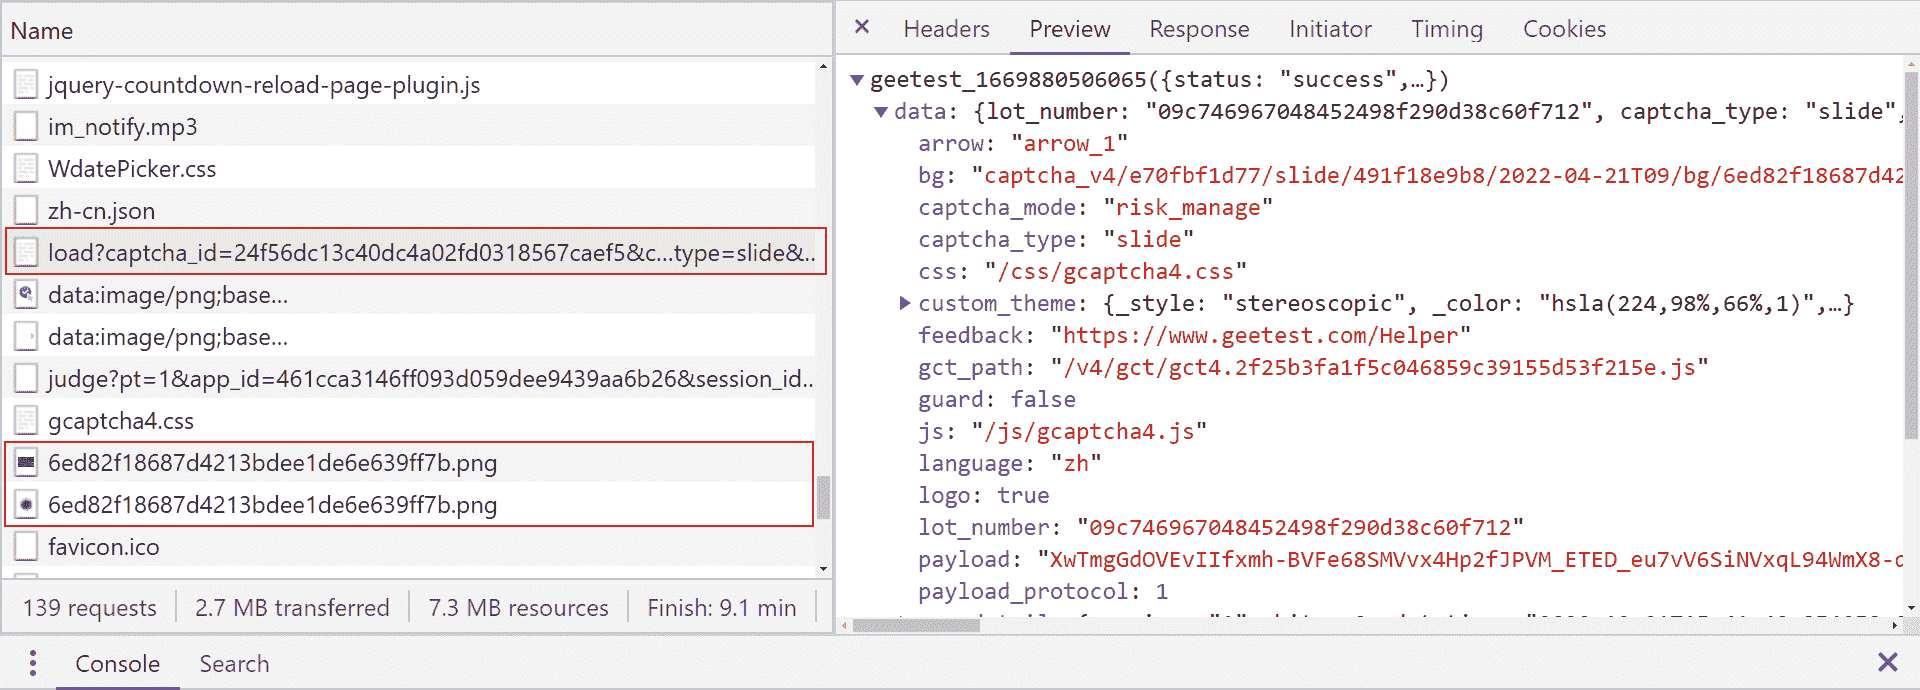 Name
jquery-countdown-reload-page-plugin.js
im_notify.mp3
WdatePicker.css
zh-cn.json
load?captcha_id=24f56dc13c40dc4a02fd0318567caef5&c...type=slide&..
data:image/png;base...
data:image/png;base...
judge?pt=1&app_id=461cca3146ff093d059dee9439aa6b26&session_id..
gcaptcha4.css
6ed82f18687d4213bdee1de6e639ff7b.png
6ed82f18687d4213bdee1de6e639ff7b.png
favicon.ico
139 requests 2.7 MB transferred 7.3 MB resources Finish: 9.1 min
Headers Preview Response Initiator Timing Cookies
geetest_1669880506065({status: "success",…})
data: {lot_number: "09c746967048452498f290d38c60f712", captcha_type: "slide",
arrow: "arrow_1"
bg: "captcha_v4/e70fbf1d77/slide/491f18e9b8/2022-04-21T09/bg/6ed82f18687d42
captcha_mode: "risk_manage"
captcha_type: "slide"
css: "/css/gcaptcha4.css"
custom_theme: {_style: "stereoscopic", _color: "hsla(224,98%,66%,1)",…}
feedback: "https://www.geetest.com/Helper"
gct_path: "/v4/gct/gct4.2f25b3fa1f5c046859c39155d53f215e.js"
guard: false
js: "/js/gcaptcha4.js"
language: "zh"
logo: true
lot_number: "09c746967048452498f290d38c60f712"
payload: "XwTmgGdOVEvIIfxmh-BVFe68SMVvx4Hp2fJPVM_ETED_eu7vV6SiNVxqL94WmX8-
payload_protocol: 1
Console Search